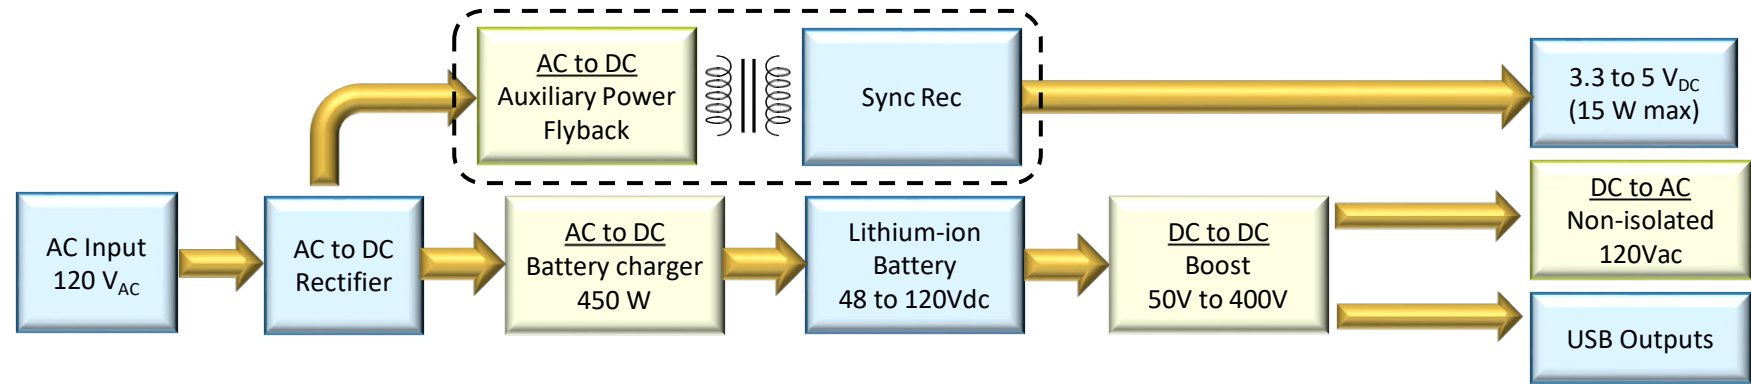 AC to DC
Auxiliary Power
Flyback
Sync Rec
3.3 to 5 VDC
(15 W max)
AC Input
120 VAC
AC to DC
Rectifier
AC to DC
Battery charger
450 W
Lithium-ion
Battery
48 to 120Vdc
DC to DC
Boost
50V to 400V
DC to AC
Non-isolated
120Vac
USB Outputs